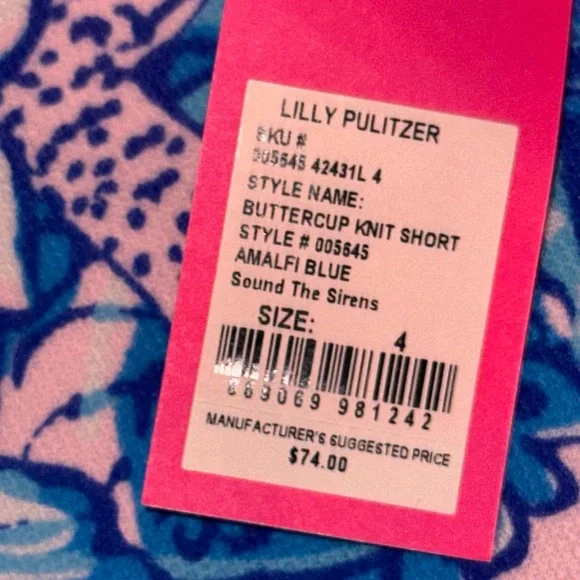 LILLY PULITZER
SKU #
005645 42431L 4
STYLE NAME:
BUTTERCUP KNIT SHORT
STYLE # 005645
AMALFI BLUE
Sound The Sirens
SIZE: 4
889069 981242
MANUFACTURER'S SUGGESTED PRICE
$74.00